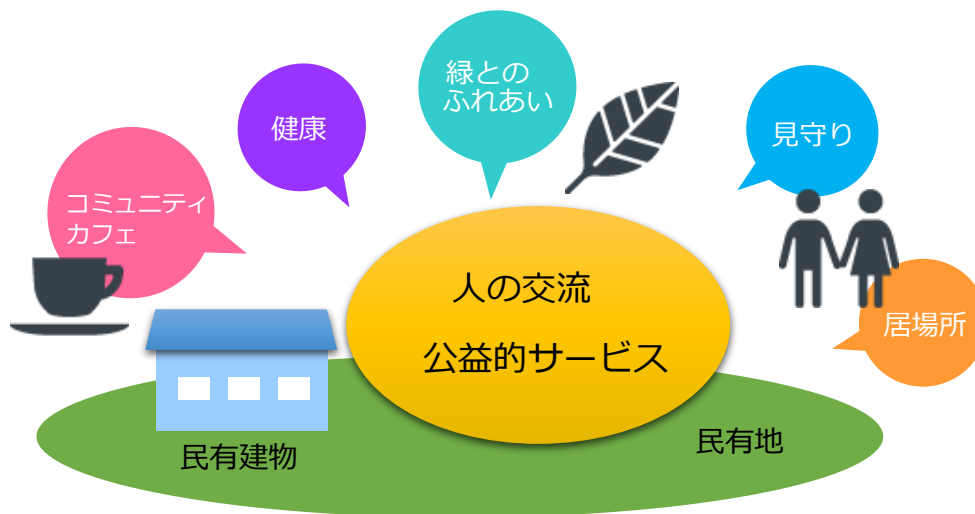 コミュニティ
カフェ
健康
緑との
ふれあい
見守り
居場所
人の交流
公益的サービス
民有建物
民有地